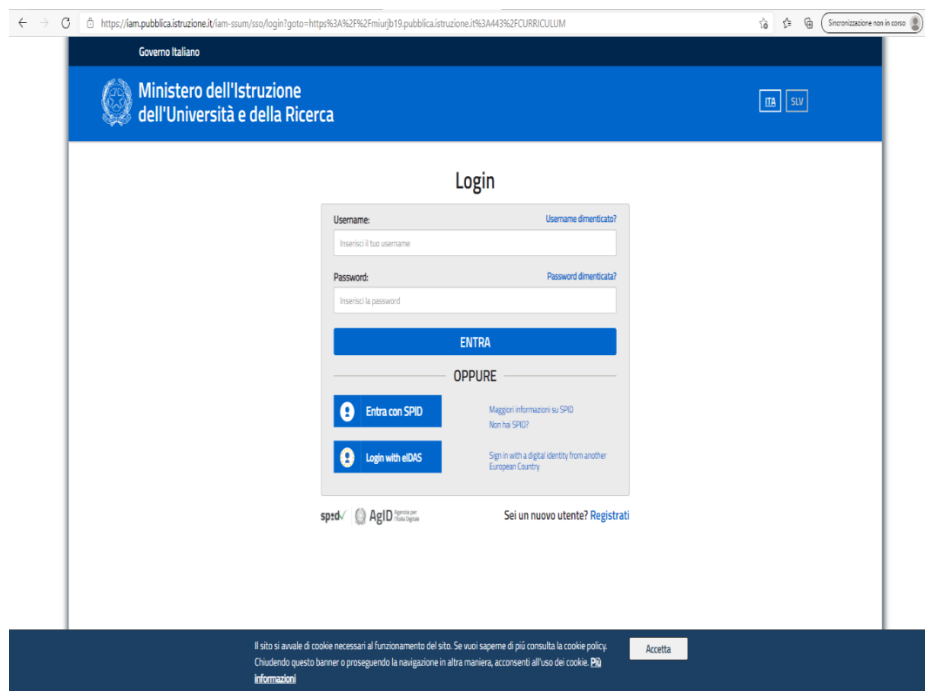 https://iam.pubblica.istruzione.it/iam-ssum/sso/login?goto=https%3A%2F%2Fmiurjb19.pubblica.istruzione.it%3A443%2FCURRICULUM
Sincronizzazione non in corso
Governo Italiano
Ministero dell'Istruzione
dell'Università e della Ricerca
ITA SLV
Login
Username: Username dimenticato?
Inserisci il tuo username
Password: Password dimenticata?
Inserisci la password
ENTRA
OPPURE
Entra con SPID
Maggiori informazioni su SPID
Non hai SPID?
Login with eIDAS
Sign in with a digital identity from another
European Country
spid AgID Agenzia per
l'Italia Digitale
Sei un nuovo utente? Registrati
Il sito si avvale di cookie necessari al funzionamento del sito. Se vuoi saperne di più consulta la cookie policy.
Chiudendo questo banner o proseguendo la navigazione in altra maniera, acconsenti all'uso dei cookie. Più
informazioni
Accetta